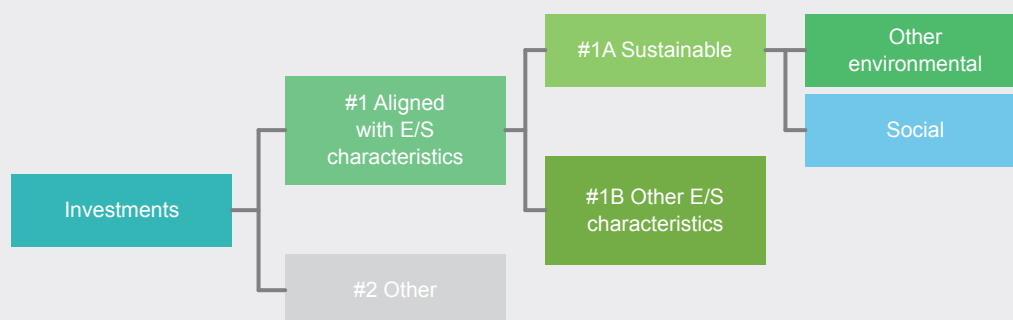 Investments
#1 Aligned
with E/S
characteristics
#2 Other
#1A Sustainable
#1B Other E/S
characteristics
Other
environmental
Social